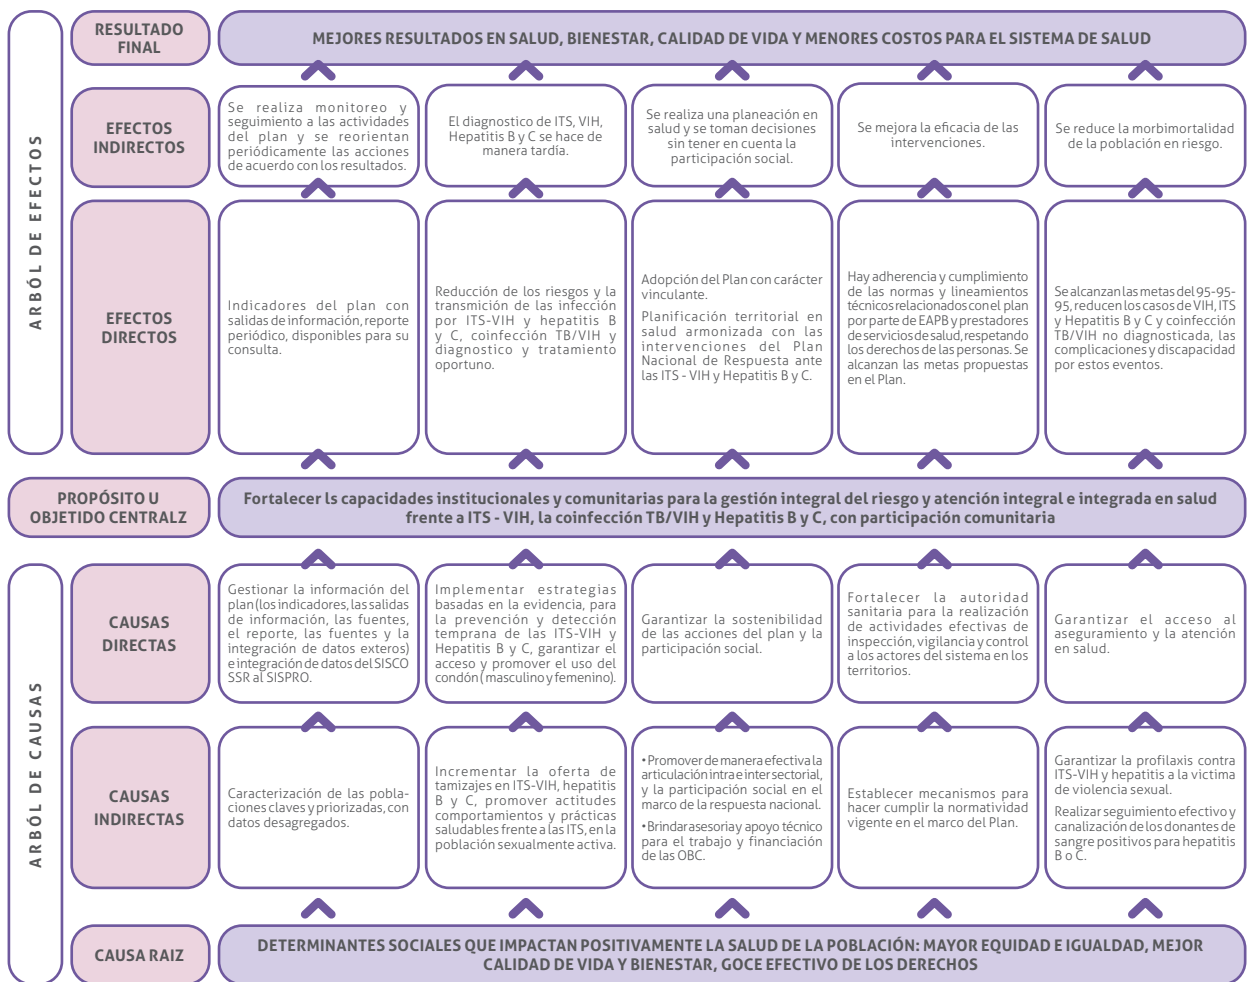 ARBÓL DE EFECTOS
RESULTADO
FINAL
MEJORES RESULTADOS EN SALUD, BIENESTAR, CALIDAD DE VIDA Y MENORES COSTOS PARA EL SISTEMA DE SALUD
EFECTOS
INDIRECTOS
Se realiza monitoreo y
seguimiento a las actividades
del plan y se reorientan
periódicamente las acciones
de acuerdo con los resultados.
El diagnostico de ITS, VIH,
Hepatitis B y C se hace de
manera tardía.
Se realiza una planeación en
salud y se toman decisiones
sin tener en cuenta la
participación social.
Se mejora la eficacia de las
intervenciones.
Se reduce la morbimortalidad
de la población en riesgo.
EFECTOS
DIRECTOS
Indicadores del plan con
salidas de información, reporte
periódico, disponibles para su
consulta.
Reducción de los riesgos y la
transmición de las infección
por ITS-VIH y hepatitis B
y C, coinfección TB/VIH y
diagnostico y tratamiento
oportuno.
Adopción del Plan con carácter
vinculante.
Planificación territorial en
salud armonizada con las
intervenciones del Plan
Nacional de Respuesta ante
las ITS - VIH y Hepatitis B y C.
Hay adherencia y cumplimiento
de las normas y lineamientos
técnicos relacionados con el plan
por parte de EAPB y prestadores
de servicios de salud, respetando
los derechos de las personas. Se
alcanzan las metas propuestas
en el Plan.
Se alcanzan las metas del 95-95-
95, reducen los casos de VIH, ITS
y Hepatitis B y C y coinfección
TB/VIH no diagnosticada, las
complicaciones y discapacidad
por estos eventos.
PROPÓSITO U
OBJETIDO CENTRALZ
Fortalecer ls capacidades institucionales y comunitarias para la gestión integral del riesgo y atención integral e integrada en salud
frente a ITS - VIH, la coinfección TB/VIH y Hepatitis B y C, con participación comunitaria
ARBÓL DE CAUSAS
CAUSAS
DIRECTAS
Gestionar la información del
plan (los indicadores, las salidas
de información, las fuentes,
el reporte, las fuentes y la
integración de datos exteros)
e integración de datos del SISCO
SSR al SISPRO.
Implementar estrategias
basadas en la evidencia, para
la prevención y detección
temprana de las ITS-VIH y
Hepatitis B y C, garantizar el
acceso y promover el uso del
condón ( masculino y femenino).
Garantizar la sostenibilidad
de las acciones del plan y la
participación social.
Fortalecer la autoridad
sanitaria para la realización
de actividades efectivas de
inspección, vigilancia y control
a los actores del sistema en los
territorios.
Garantizar el acceso al
aseguramiento y la atención
en salud.
CAUSAS
INDIRECTAS
Caracterización de las pobla-
ciones claves y priorizadas, con
datos desagregados.
Incrementar la oferta de
tamizajes en ITS-VIH, hepatitis
B y C, promover actitudes
comportamientos y prácticas
saludables frente a las ITS, en la
población sexualmente activa.
• Promover de manera efectiva la
articulación intra e inter sectorial,
y la participación social en el
marco de la respuesta nacional.
• Brindar asesoria y apoyo técnico
para el trabajo y financiación
de las OBC.
Establecer mecanismos para
hacer cumplir la normatividad
vigente en el marco del Plan.
Garantizar la profilaxis contra
ITS-VIH y hepatitis a la victima
de violencia sexual.
Realizar seguimiento efectivo y
canalización de los donantes de
sangre positivos para hepatitis
B o C.
CAUSA RAIZ
DETERMINANTES SOCIALES QUE IMPACTAN POSITIVAMENTE LA SALUD DE LA POBLACIÓN: MAYOR EQUIDAD E IGUALDAD, MEJOR
CALIDAD DE VIDA Y BIENESTAR, GOCE EFECTIVO DE LOS DERECHOS